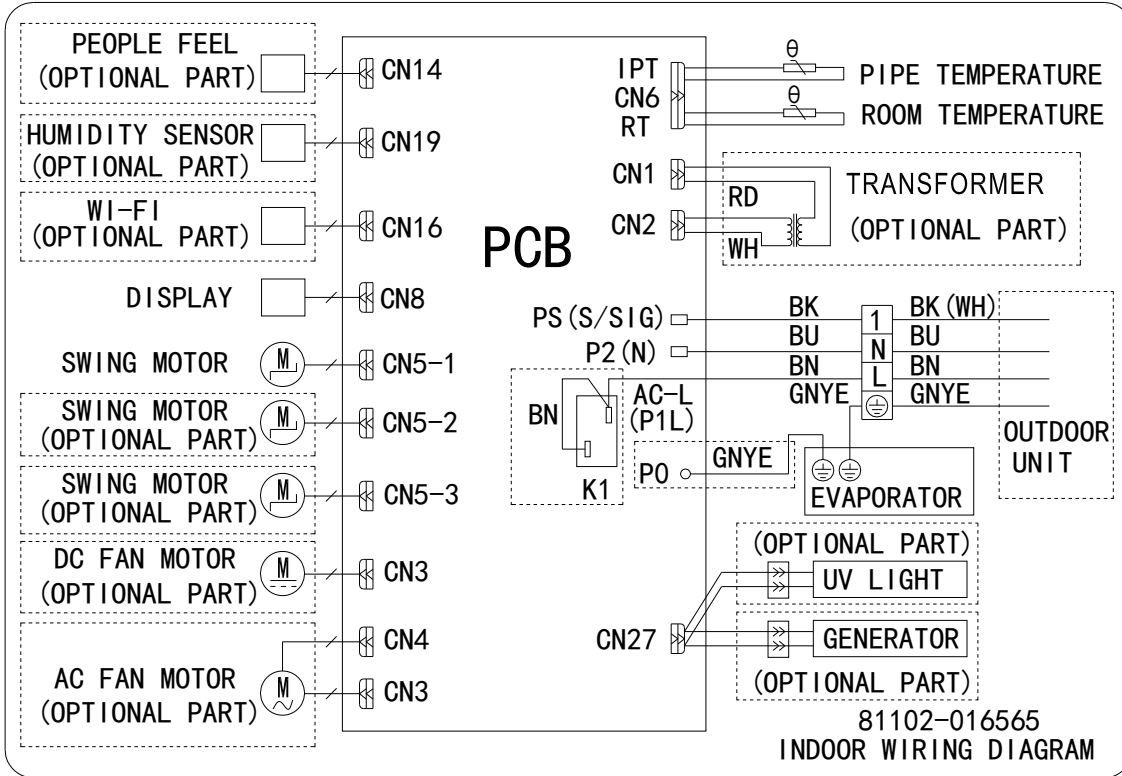 PEOPLE FEEL
(OPTIONAL PART)
CN14
HUMIDITY SENSOR
(OPTIONAL PART)
CN19
WI-FI
(OPTIONAL PART)
CN16
DISPLAY
CN8
SWING MOTOR
M
CN5-1
SWING MOTOR
(OPTIONAL PART)
M
CN5-2
SWING MOTOR
(OPTIONAL PART)
M
CN5-3
DC FAN MOTOR
(OPTIONAL PART)
M
CN3
CN4
AC FAN MOTOR
(OPTIONAL PART)
M
CN3
PCB
IPT
CN6
RT
θ
PIPE TEMPERATURE
θ
ROOM TEMPERATURE
CN1
CN2
RD
WH
TRANSFORMER
(OPTIONAL PART)
PS(S/SIG)
BK
1
BK(WH)
P2(N)
BU
N
BU
BN
L
BN
GNYE
GNYE
AC-L
(P1L)
BN
K1
P0
GNYE
EVAPORATOR
OUTDOOR
UNIT
(OPTIONAL PART)
UV LIGHT
CN27
GENERATOR
(OPTIONAL PART)
81102-016565
INDOOR WIRING DIAGRAM